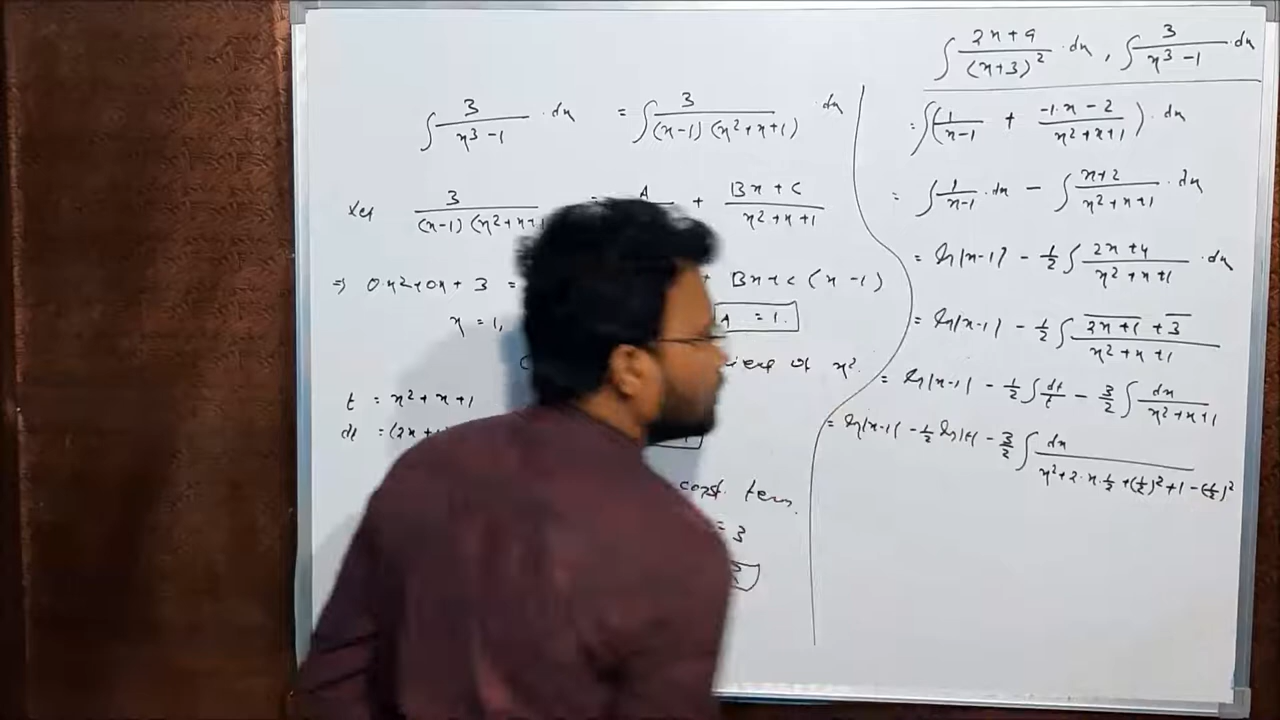 ∫ 2x+9/(x+3)² ·dx , ∫ 3/(x³-1) dx
∫ 3/(x³-1) ·dx = ∫ 3/((x-1)(x²+x+1)) dx
Let 3/((x-1)(x²+x+1 = A + Bx+C/(x²+x+1)
⇒ 0x²+0x+3 = + Bx+C (x-1)
x = 1, A = 1.
of x².
t = x²+x+1
dt = (2x+
const. term.
= 3
= ∫(1/(x-1) + (-1·x-2)/(x²+x+1))·dx
= ∫ 1/(x-1) ·dx - ∫ (x+2)/(x²+x+1) ·dx
= ln|x-1| - 1/2 ∫ (2x+4)/(x²+x+1) ·dx
= ln|x-1| - 1/2 ∫ (2x+1+3)/(x²+x+1)
= ln|x-1| - 1/2 ∫ dt/t - 3/2 ∫ dx/(x²+x+1)
= ln|x-1| - 1/2 ln|t| - 3/2 ∫ dx/(x²+2·x·1/2+(1/2)²+1-(1/2)²)